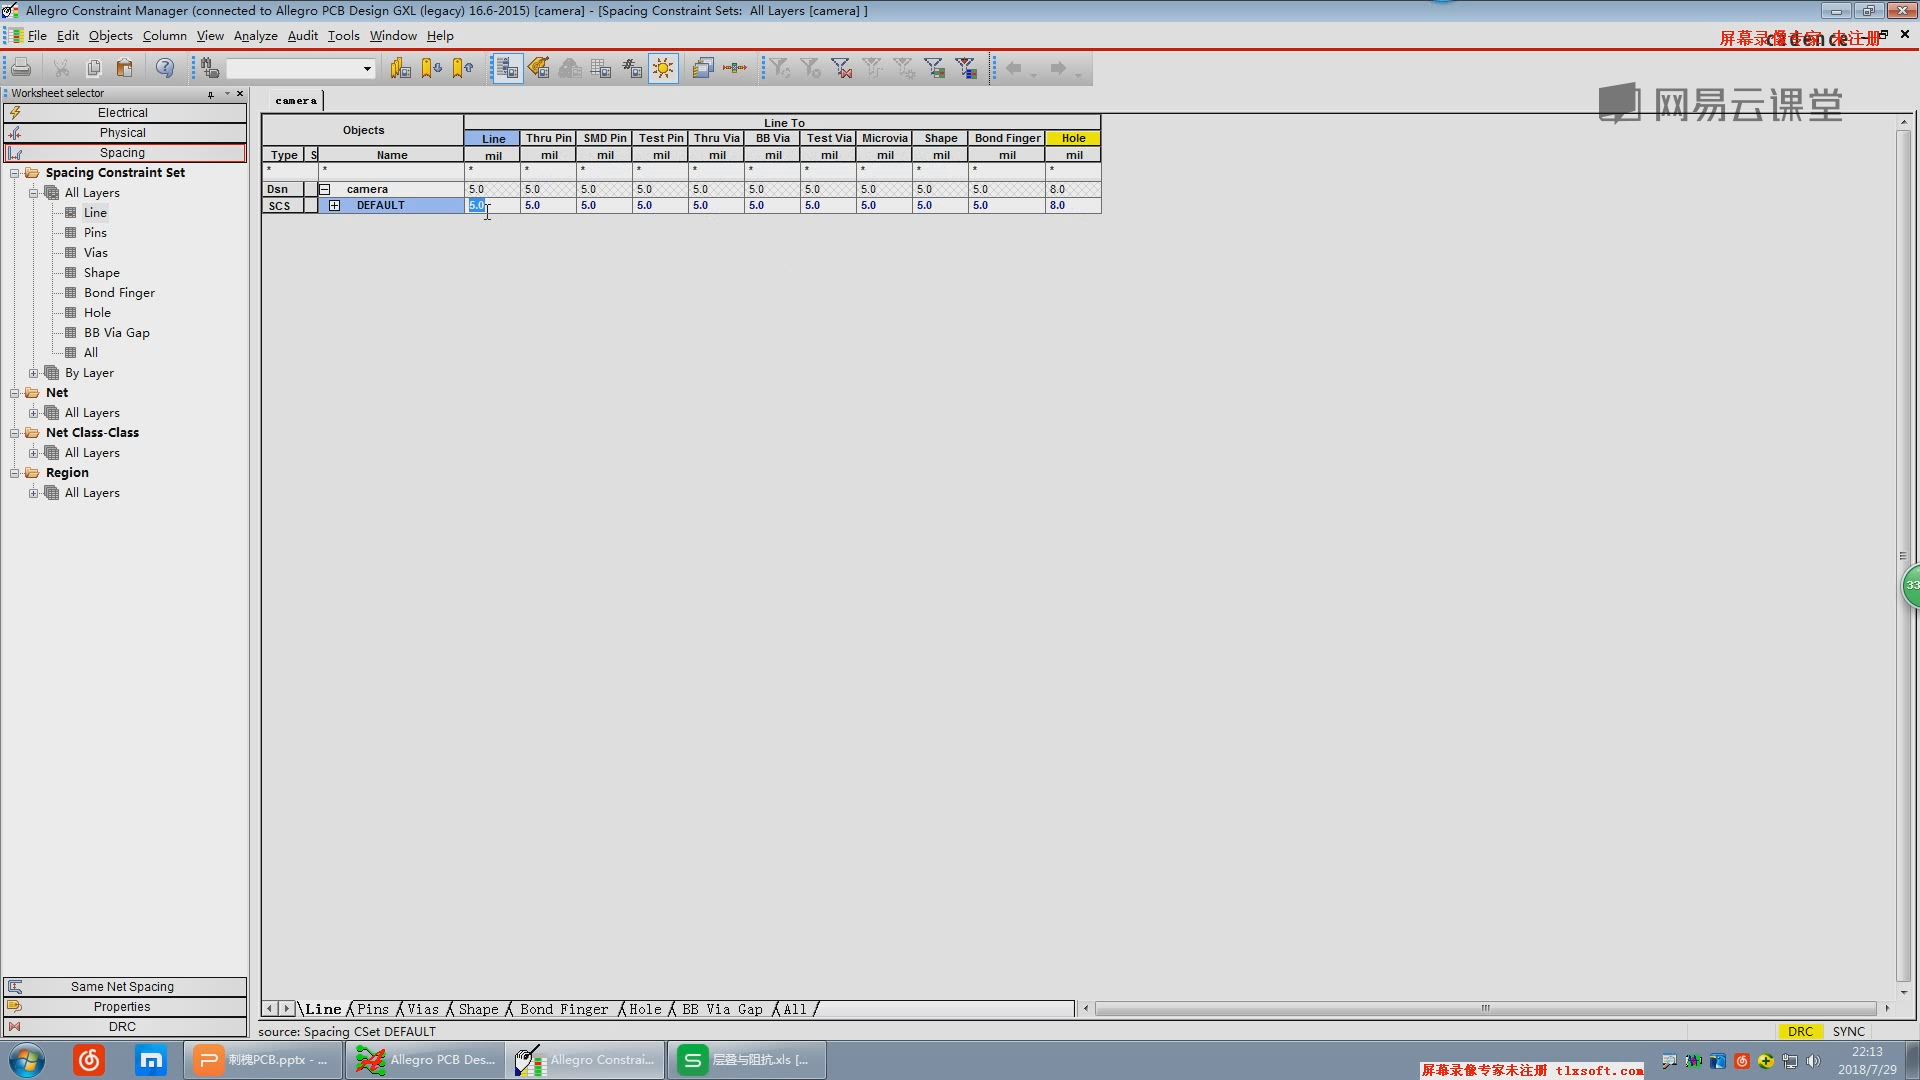 Allegro Constraint Manager (connected to Allegro PCB Design GXL (legacy) 16.6-2015) [camera] - [Spacing Constraint Sets:  All Layers [camera] ]
File Edit Objects Column View Analyze Audit Tools Window Help
屏幕录像专家 未注册
cadence
网易云课堂
Worksheet selector
Electrical
Physical
Spacing
Spacing Constraint Set
All Layers
Line
Pins
Vias
Shape
Bond Finger
Hole
BB Via Gap
All
By Layer
Net
All Layers
Net Class-Class
All Layers
Region
All Layers
Same Net Spacing
Properties
DRC
camera
Objects Line To
Line Thru Pin SMD Pin Test Pin Thru Via BB Via Test Via Microvia Shape Bond Finger Hole
Type S Name mil mil mil mil mil mil mil mil mil mil mil
* * * * * * * * * * * * *
Dsn camera 5.0 5.0 5.0 5.0 5.0 5.0 5.0 5.0 5.0 5.0 8.0
SCS DEFAULT 5.0 5.0 5.0 5.0 5.0 5.0 5.0 5.0 5.0 5.0 8.0
33
Line Pins Vias Shape Bond Finger Hole BB Via Gap All
source: Spacing CSet DEFAULT
DRC SYNC
刺槐PCB.pptx - ...
Allegro PCB Des...
Allegro Constrai...
层叠与阻抗.xls [...
22:13
2018/7/29
屏幕录像专家未注册 tlxsoft.com